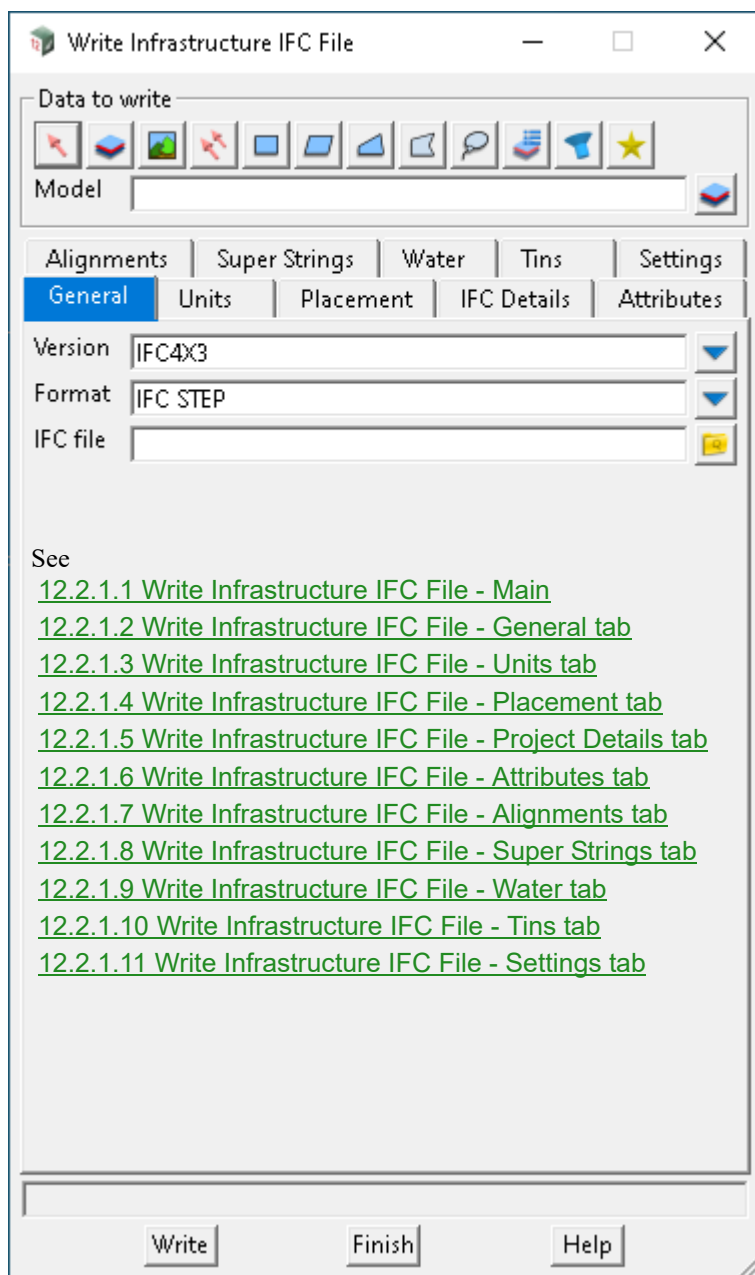 Write Infrastructure IFC File
Data to write
Model
Alignments Super Strings Water Tins Settings
General Units Placement IFC Details Attributes
Version IFC4X3
Format IFC STEP
IFC file
See
12.2.1.1 Write Infrastructure IFC File - Main
12.2.1.2 Write Infrastructure IFC File - General tab
12.2.1.3 Write Infrastructure IFC File - Units tab
12.2.1.4 Write Infrastructure IFC File - Placement tab
12.2.1.5 Write Infrastructure IFC File - Project Details tab
12.2.1.6 Write Infrastructure IFC File - Attributes tab
12.2.1.7 Write Infrastructure IFC File - Alignments tab
12.2.1.8 Write Infrastructure IFC File - Super Strings tab
12.2.1.9 Write Infrastructure IFC File - Water tab
12.2.1.10 Write Infrastructure IFC File - Tins tab
12.2.1.11 Write Infrastructure IFC File - Settings tab
Write Finish Help